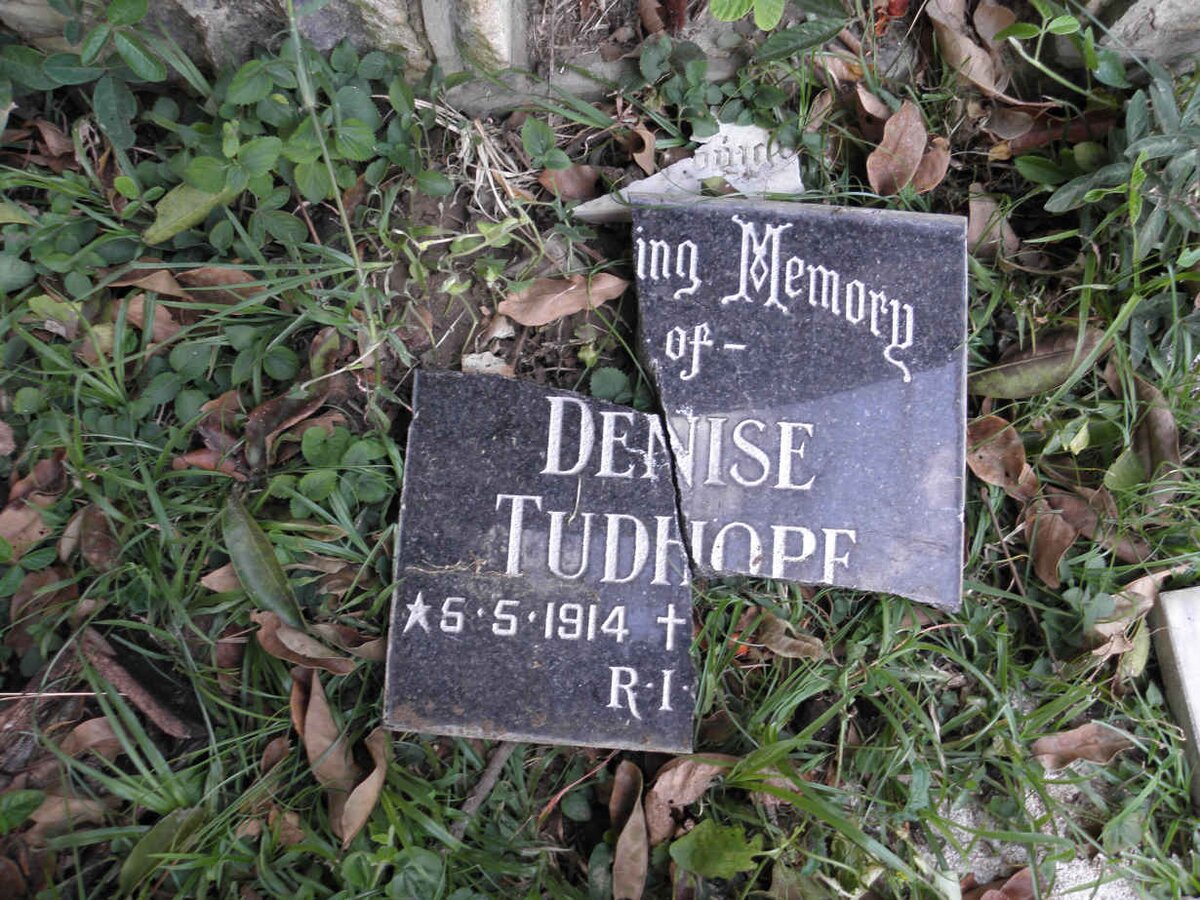 ing Memory
of -
DENISE
TUDHOPE
★ 5·5·1914 †
R·I·